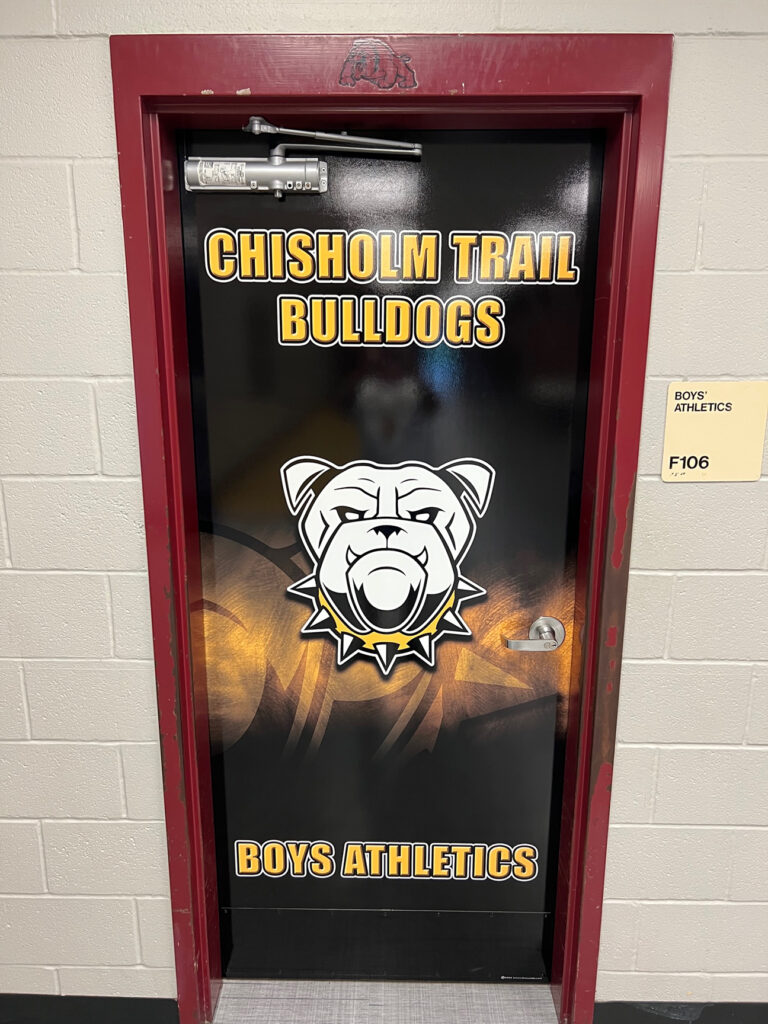 CHISHOLM TRAIL
BULLDOGS
BOYS'
ATHLETICS
F106
BOYS ATHLETICS